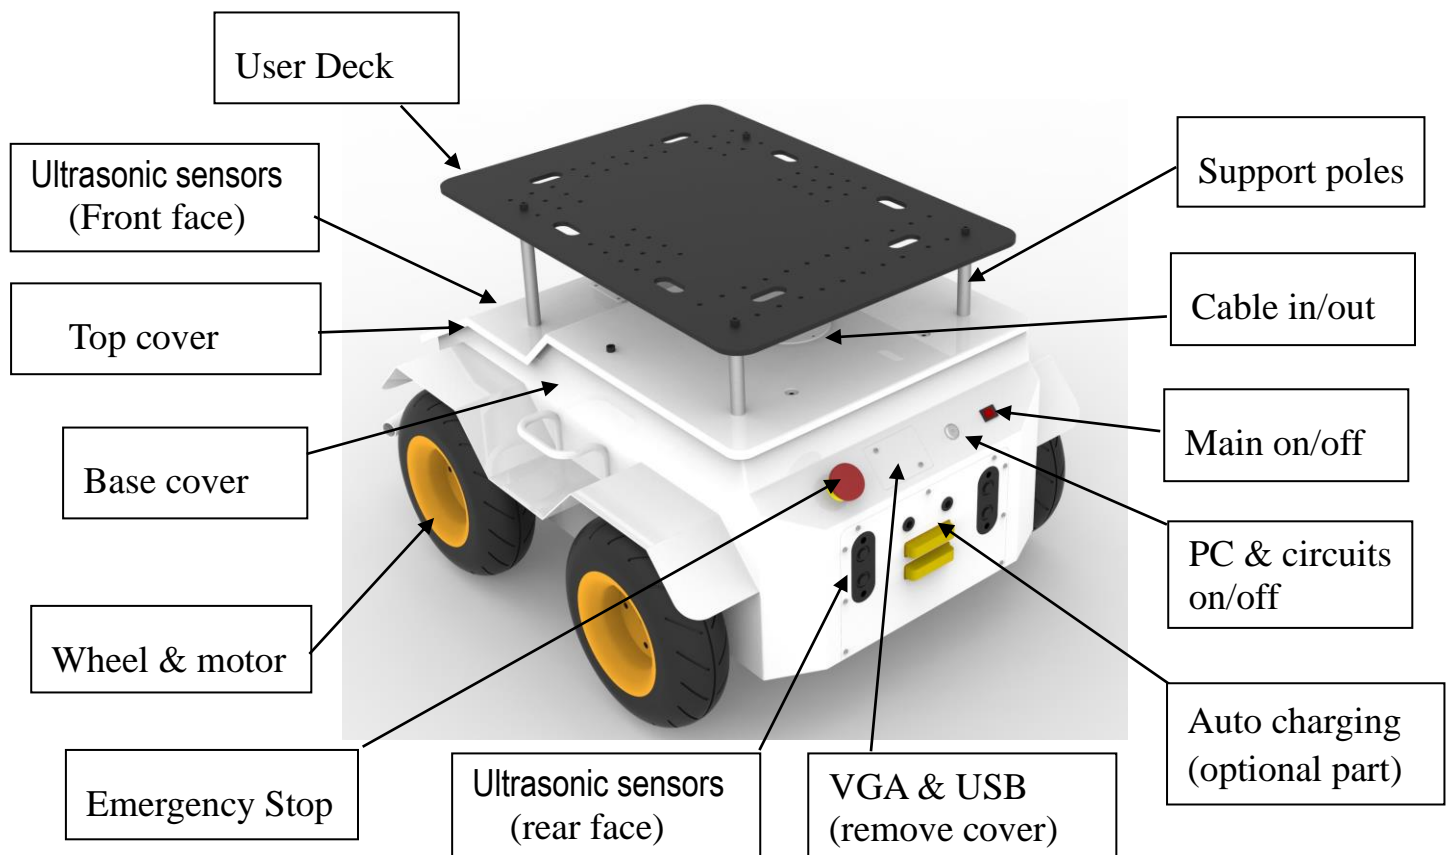 User Deck
Ultrasonic sensors
(Front face)
Top cover
Base cover
Wheel & motor
Emergency Stop
Ultrasonic sensors
(rear face)
VGA & USB
(remove cover)
Support poles
Cable in/out
Main on/off
PC & circuits
on/off
Auto charging
(optional part)